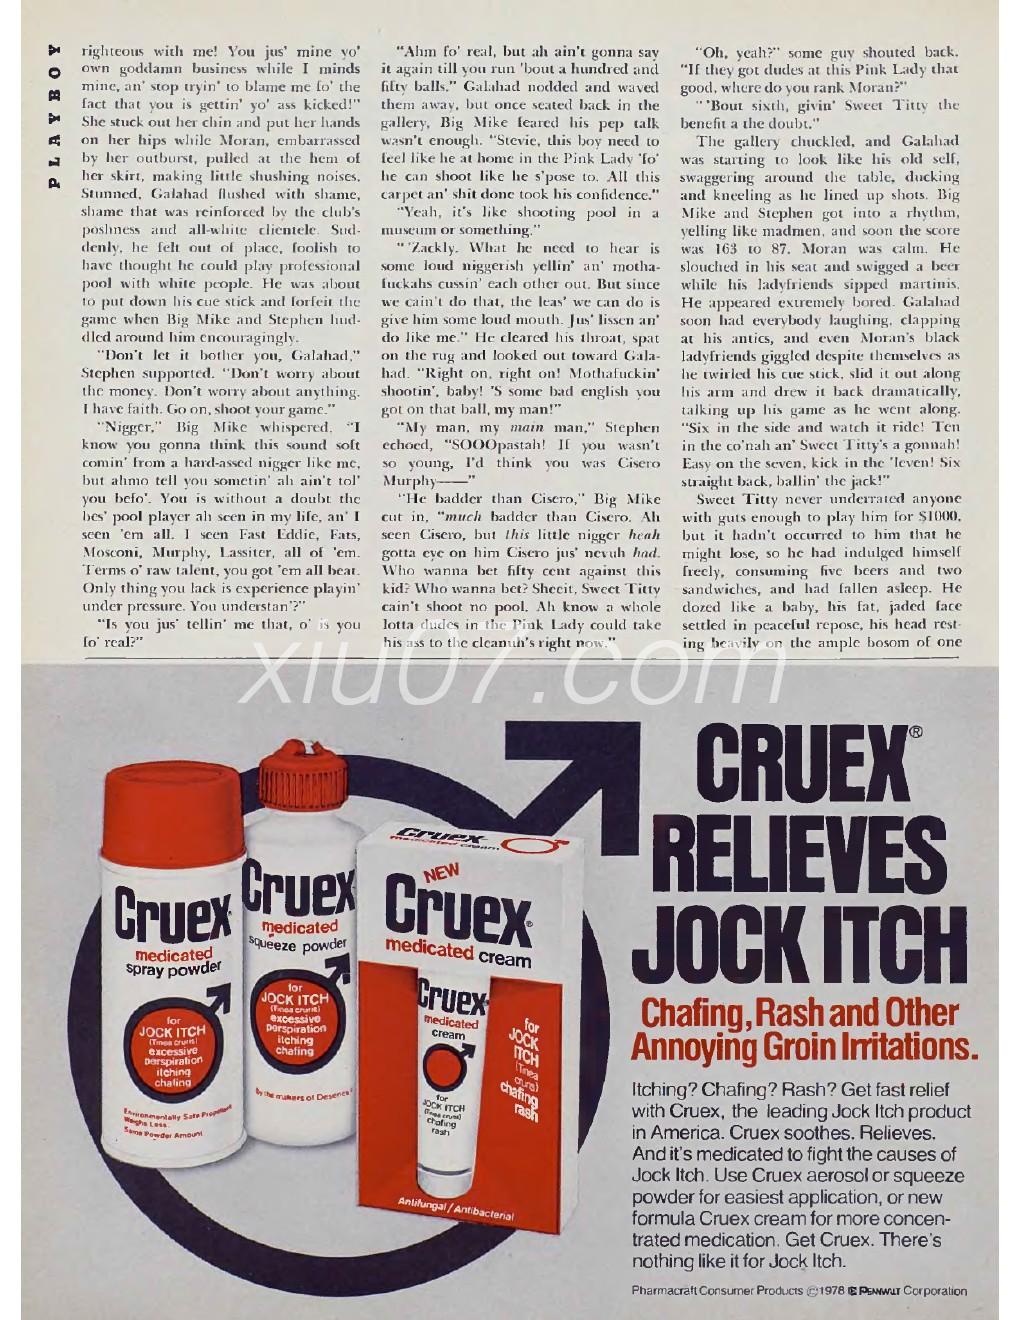 PLAYBOY
righteous with me! You jus' mine yo'
own goddamn business while I minds
mine, an' stop tryin' to blame me fo' the
fact that you is gettin' yo' ass kicked!"
She stuck out her chin and put her hands
on her hips while Moran, embarrassed
by her outburst, pulled at the hem of
her skirt, making little shushing noises.
Stunned, Galahad flushed with shame,
shame that was reinforced by the club's
poshness and all-white clientele. Sud-
denly, he felt out of place, foolish to
have thought he could play professional
pool with white people. He was about
to put down his cue stick and forfeit the
game when Big Mike and Stephen hud-
dled around him encouragingly.
"Don't let it bother you, Galahad,"
Stephen supported. "Don't worry about
the money. Don't worry about anything.
I have faith. Go on, shoot your game."
"Nigger," Big Mike whispered, "I
know you gonna think this sound soft
comin' from a hard-assed nigger like me,
but ahmo tell you sometin' ah ain't tol'
you befo'. You is without a doubt the
bes' pool player ah seen in my life, an' I
seen 'em all. I seen Fast Eddie, Fats,
Mosconi, Murphy, Lassiter, all of 'em.
Terms o' raw talent, you got 'em all beat.
Only thing you lack is experience playin'
under pressure. You understan'?"
"Is you jus' tellin' me that, o' is you
fo' real?"
"Ahm fo' real, but ah ain't gonna say
it again till you run 'bout a hundred and
fifty balls." Galahad nodded and waved
them away, but once seated back in the
gallery, Big Mike feared his pep talk
wasn't enough. "Stevie, this boy need to
feel like he at home in the Pink Lady 'fo'
he can shoot like he s'pose to. All this
carpet an' shit done took his confidence."
"Yeah, it's like shooting pool in a
museum or something."
"'Zackly. What he need to hear is
some loud niggerish yellin' an' motha-
fuckahs cussin' each other out. But since
we cain't do that, the leas' we can do is
give him some loud mouth. Jus' lissen an'
do like me." He cleared his throat, spat
on the rug and looked out toward Gala-
had. "Right on, right on! Mothafuckin'
shootin', baby! 'S some bad english you
got on that ball, my man!"
"My man, my main man," Stephen
echoed, "SOOOpastah! If you wasn't
so young, I'd think you was Cisero
Murphy——"
"He badder than Cisero," Big Mike
cut in, "much badder than Cisero. Ah
seen Cisero, but this little nigger heah
gotta eye on him Cisero jus' nevuh had.
Who wanna bet fifty cent against this
kid? Who wanna bet? Sheeit, Sweet Titty
cain't shoot no pool. Ah know a whole
lotta dudes in the Pink Lady could take
his ass to the cleanuh's right now."
"Oh, yeah?" some guy shouted back.
"If they got dudes at this Pink Lady that
good, where do you rank Moran?"
"'Bout sixth, givin' Sweet Titty the
benefit a the doubt."
The gallery chuckled, and Galahad
was starting to look like his old self,
swaggering around the table, ducking
and kneeling as he lined up shots. Big
Mike and Stephen got into a rhythm,
yelling like madmen, and soon the score
was 163 to 87. Moran was calm. He
slouched in his seat and swigged a beer
while his ladyfriends sipped martinis.
He appeared extremely bored. Galahad
soon had everybody laughing, clapping
at his antics, and even Moran's black
ladyfriends giggled despite themselves as
he twirled his cue stick, slid it out along
his arm and drew it back dramatically,
talking up his game as he went along.
"Six in the side and watch it ride! Ten
in the co'nah an' Sweet Titty's a gonnah!
Easy on the seven, kick in the 'leven! Six
straight back, ballin' the jack!"
Sweet Titty never underrated anyone
with guts enough to play him for $1000,
but it hadn't occurred to him that he
might lose, so he had indulged himself
freely, consuming five beers and two
sandwiches, and had fallen asleep. He
dozed like a baby, his fat, jaded face
settled in peaceful repose, his head rest-
ing heavily on the ample bosom of one
xiu07.com
CRUEX®
RELIEVES
JOCK ITCH
Chafing, Rash and Other
Annoying Groin Irritations.
Itching? Chafing? Rash? Get fast relief
with Cruex, the leading Jock Itch product
in America. Cruex soothes. Relieves.
And it's medicated to fight the causes of
Jock Itch. Use Cruex aerosol or squeeze
powder for easiest application, or new
formula Cruex cream for more concen-
trated medication. Get Cruex. There's
nothing like it for Jock Itch.
Pharmacraft Consumer Products ©1978 PENNWALT Corporation
Cruex
medicated
spray powder
for
JOCK ITCH
(Tinea cruris)
excessive
perspiration
itching
chafing
Environmentally Safe Propellant
Weighs Less.
Same Powder Amount
Cruex
medicated
squeeze powder
for
JOCK ITCH
(Tinea cruris)
excessive
perspiration
itching
chafing
by the makers of Desenex
Cruex
medicated cream
NEW
Cruex®
medicated cream
Cruex
medicated
cream
for
JOCK ITCH
(Tinea cruris)
chafing
rash
for
JOCK
ITCH
(Tinea
cruris)
chafing
rash
Antifungal/Antibacterial